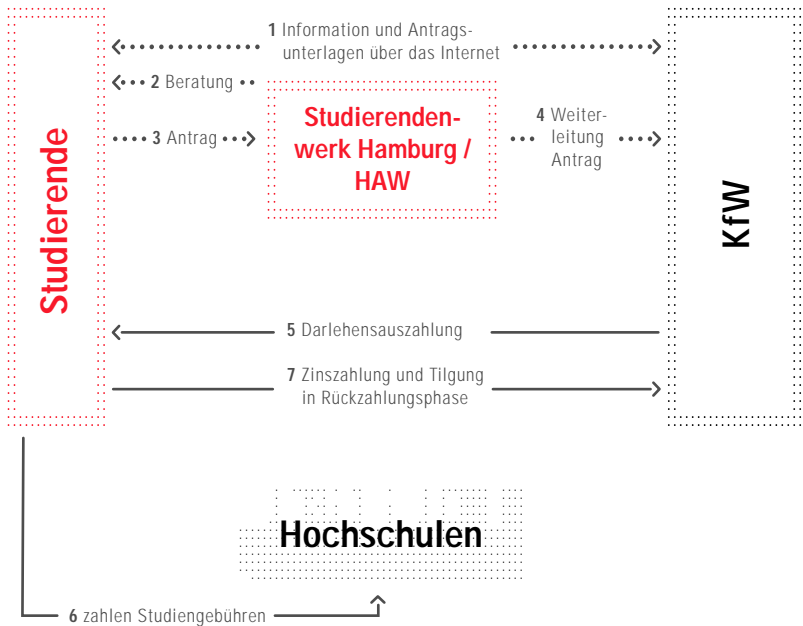 1 Information und Antrags-
unterlagen über das Internet
2 Beratung
3 Antrag
Studierenden-
werk Hamburg /
HAW
4 Weiter-
leitung
Antrag
Studierende
KfW
5 Darlehensauszahlung
7 Zinszahlung und Tilgung
in Rückzahlungsphase
Hochschulen
6 zahlen Studiengebühren